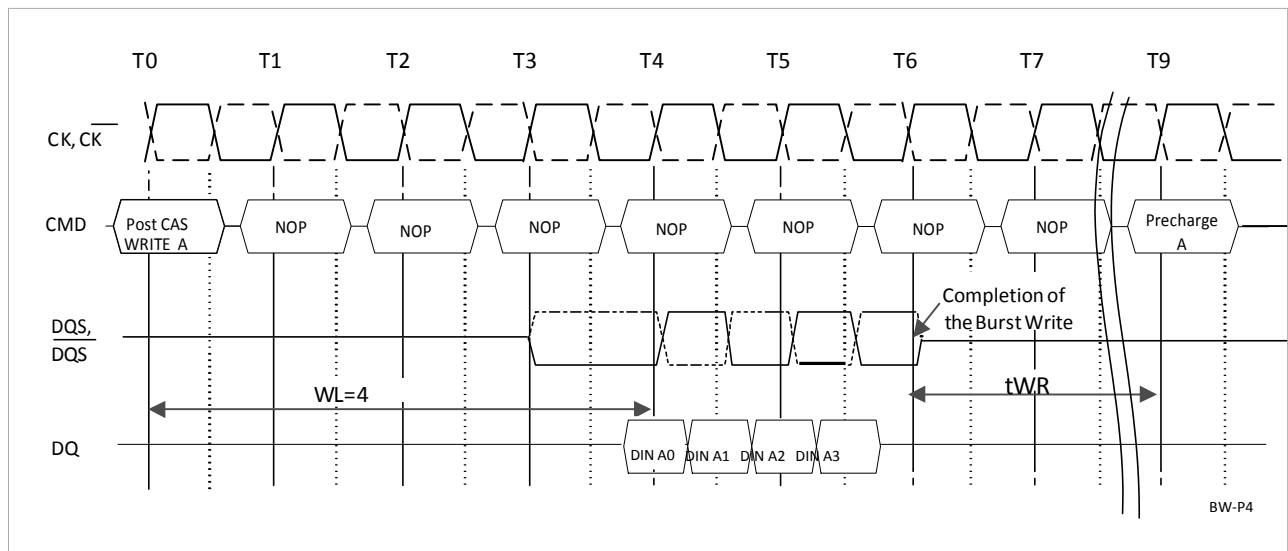 T0 T1 T2 T3 T4 T5 T6 T7 T9
CK, CK
CMD
Post CAS
WRITE A
NOP NOP NOP NOP NOP NOP NOP
Precharge
A
DQS,
DQS
Completion of
the Burst Write
WL=4
tWR
DQ
DIN A0 DIN A1 DIN A2 DIN A3
BW-P4